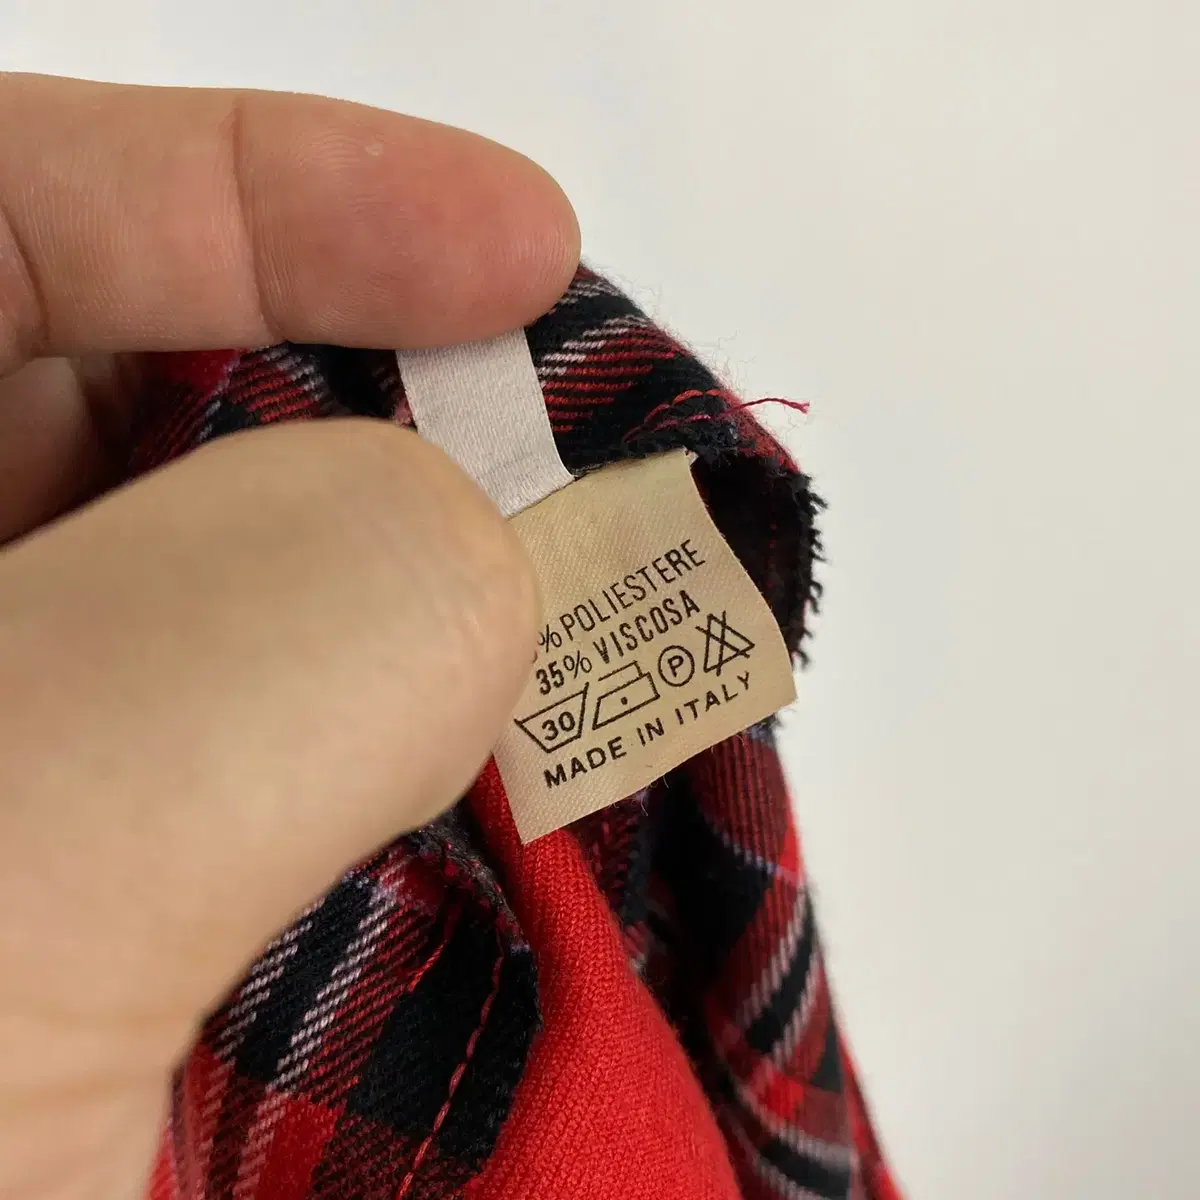 % POLIESTERE
35% VISCOSA
30 P
MADE IN ITALY